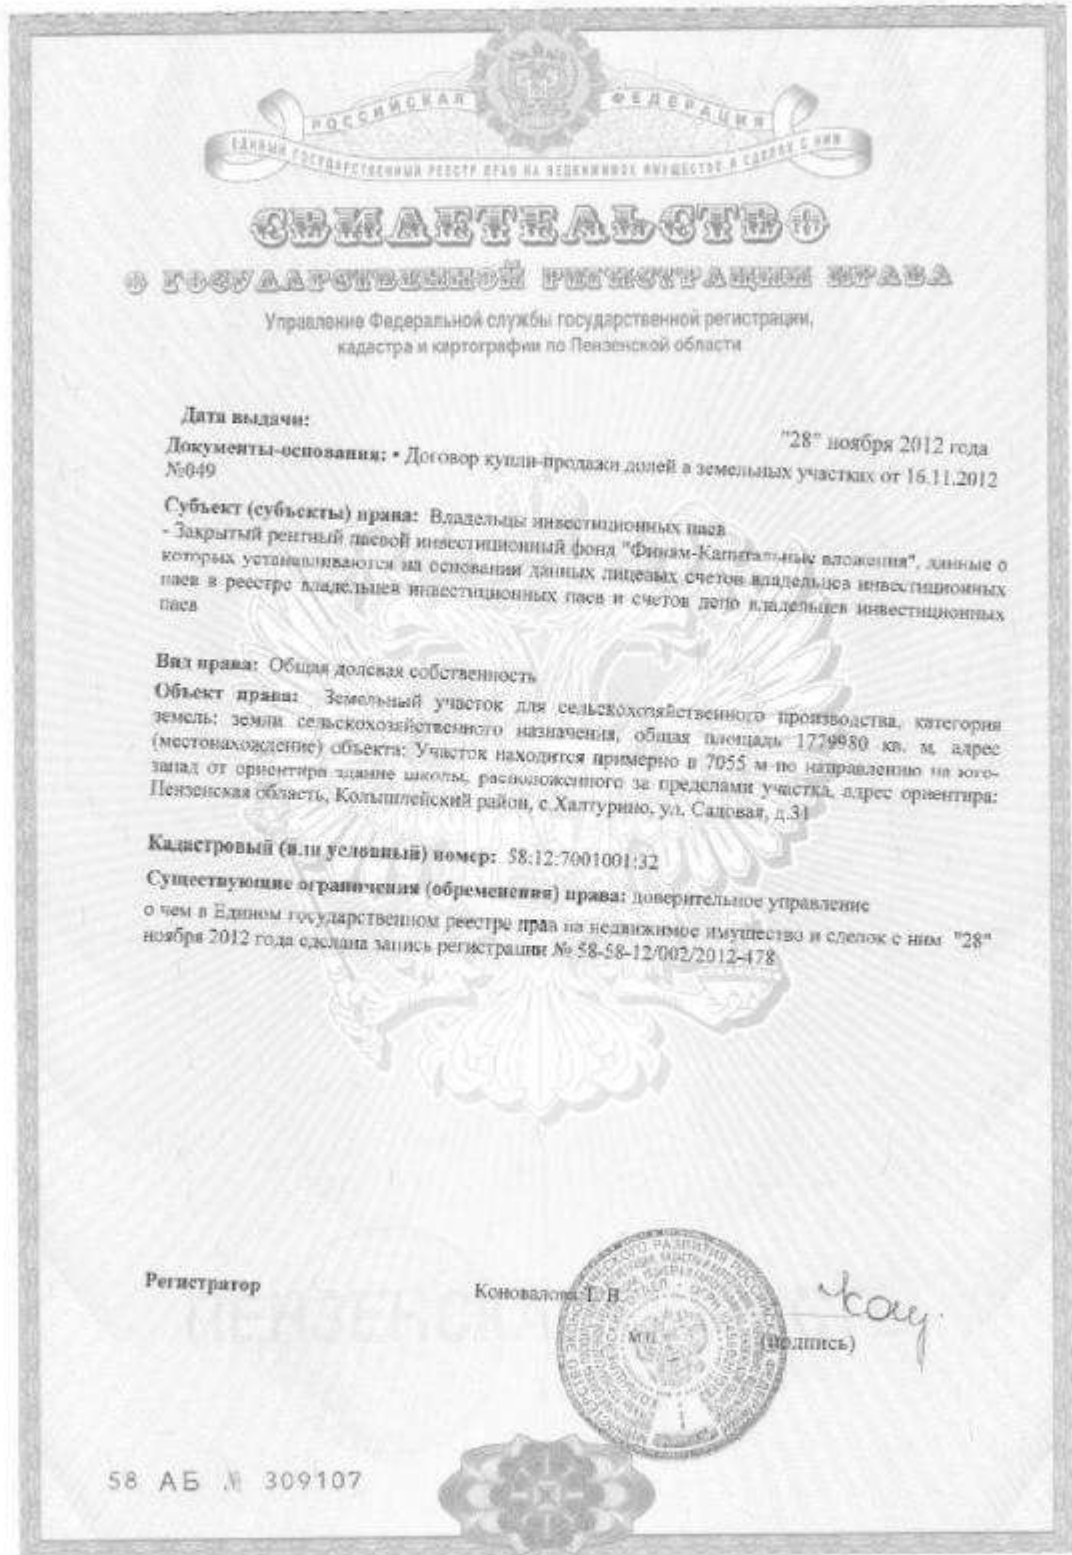 РОССИЙСКАЯ ФЕДЕРАЦИЯ
ЕДИНЫЙ ГОСУДАРСТВЕННЫЙ РЕЕСТР ПРАВ НА НЕДВИЖИМОЕ ИМУЩЕСТВО И СДЕЛОК С НИМ
СВИДЕТЕЛЬСТВО
О ГОСУДАРСТВЕННОЙ РЕГИСТРАЦИИ ПРАВА
Управление Федеральной службы государственной регистрации,
кадастра и картографии по Пензенской области
Дата выдачи:
"28" ноября 2012 года
Документы-основания: • Договор купли-продажи долей в земельных участках от 16.11.2012
№049
Субъект (субъекты) права: Владельцы инвестиционных паев
- Закрытый рентный паевой инвестиционный фонд "Финам-Капитальные вложения", данные о
которых устанавливаются на основании данных лицевых счетов владельцев инвестиционных
паев в реестре владельцев инвестиционных паев и счетов депо владельцев инвестиционных
паев
Вид права: Общая долевая собственность
Объект права: Земельный участок для сельскохозяйственного производства, категория
земель: земли сельскохозяйственного назначения, общая площадь 1779980 кв. м, адрес
(местонахождение) объекта: Участок находится примерно в 7055 м по направлению на юго-
запад от ориентира здание школы, расположенного за пределами участка, адрес ориентира:
Пензенская область, Колышлейский район, с.Халтурино, ул. Садовая, д.31
Кадастровый (или условный) номер: 58:12:7001001:32
Существующие ограничения (обременения) права: доверительное управление
о чем в Едином государственном реестре прав на недвижимое имущество и сделок с ним "28"
ноября 2012 года сделана запись регистрации № 58-58-12/002/2012-478
Регистратор
Коновалова Т. В.
М.П.
(подпись)
58 АБ № 309107